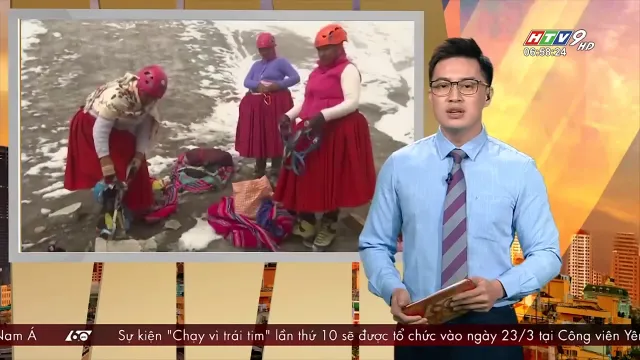 HTV9 HD
06:58:24
Nam Á 60 Sự kiện "Chạy vì trái tim" lần thứ 10 sẽ được tổ chức vào ngày 23/3 tại Công viên Yê